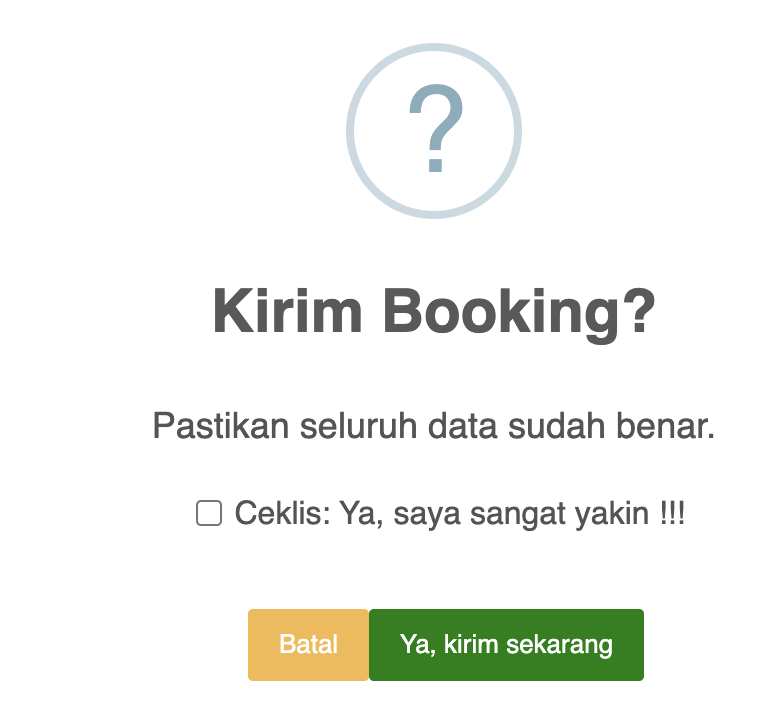 ?
Kirim Booking?
Pastikan seluruh data sudah benar.
Ceklis: Ya, saya sangat yakin !!!
Batal
Ya, kirim sekarang